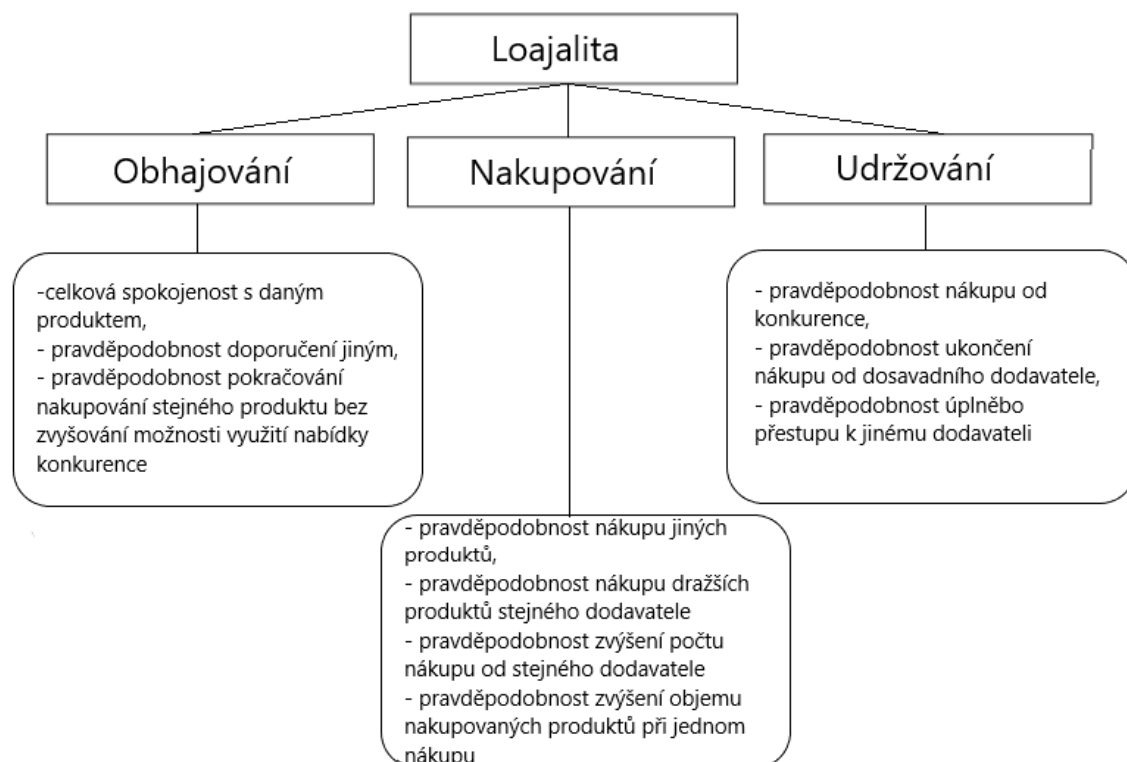 Loajalita
Obhajování
Nakupování
Udržování
-celková spokojenost s daným
produktem,
- pravděpodobnost doporučení jiným,
- pravděpodobnost pokračování
nakupování stejného produktu bez
zvyšování možnosti využití nabídky
konkurence
- pravděpodobnost nákupu od
konkurence,
- pravděpodobnost ukončení
nákupu od dosavadního dodavatele,
- pravděpodobnost úplněbo
přestupu k jinému dodavateli
- pravděpodobnost nákupu jiných
produktů,
- pravděpodobnost nákupu dražších
produktů stejného dodavatele
- pravděpodobnost zvýšení počtu
nákupu od stejného dodavatele
- pravděpodobnost zvýšení objemu
nakupovaných produktů při jednom
nákupu